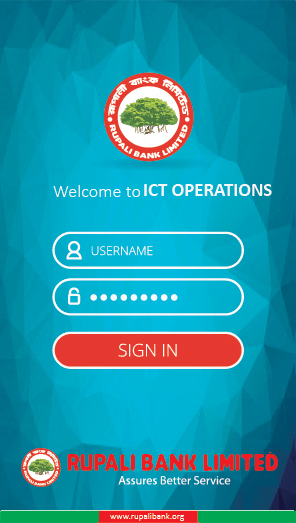 রূপালী ব্যাংক লিমিটেড
RUPALI BANK LIMITED
Welcome to ICT OPERATIONS
USERNAME
SIGN IN
RUPALI BANK LIMITED
Assures Better Service
www.rupalibank.org